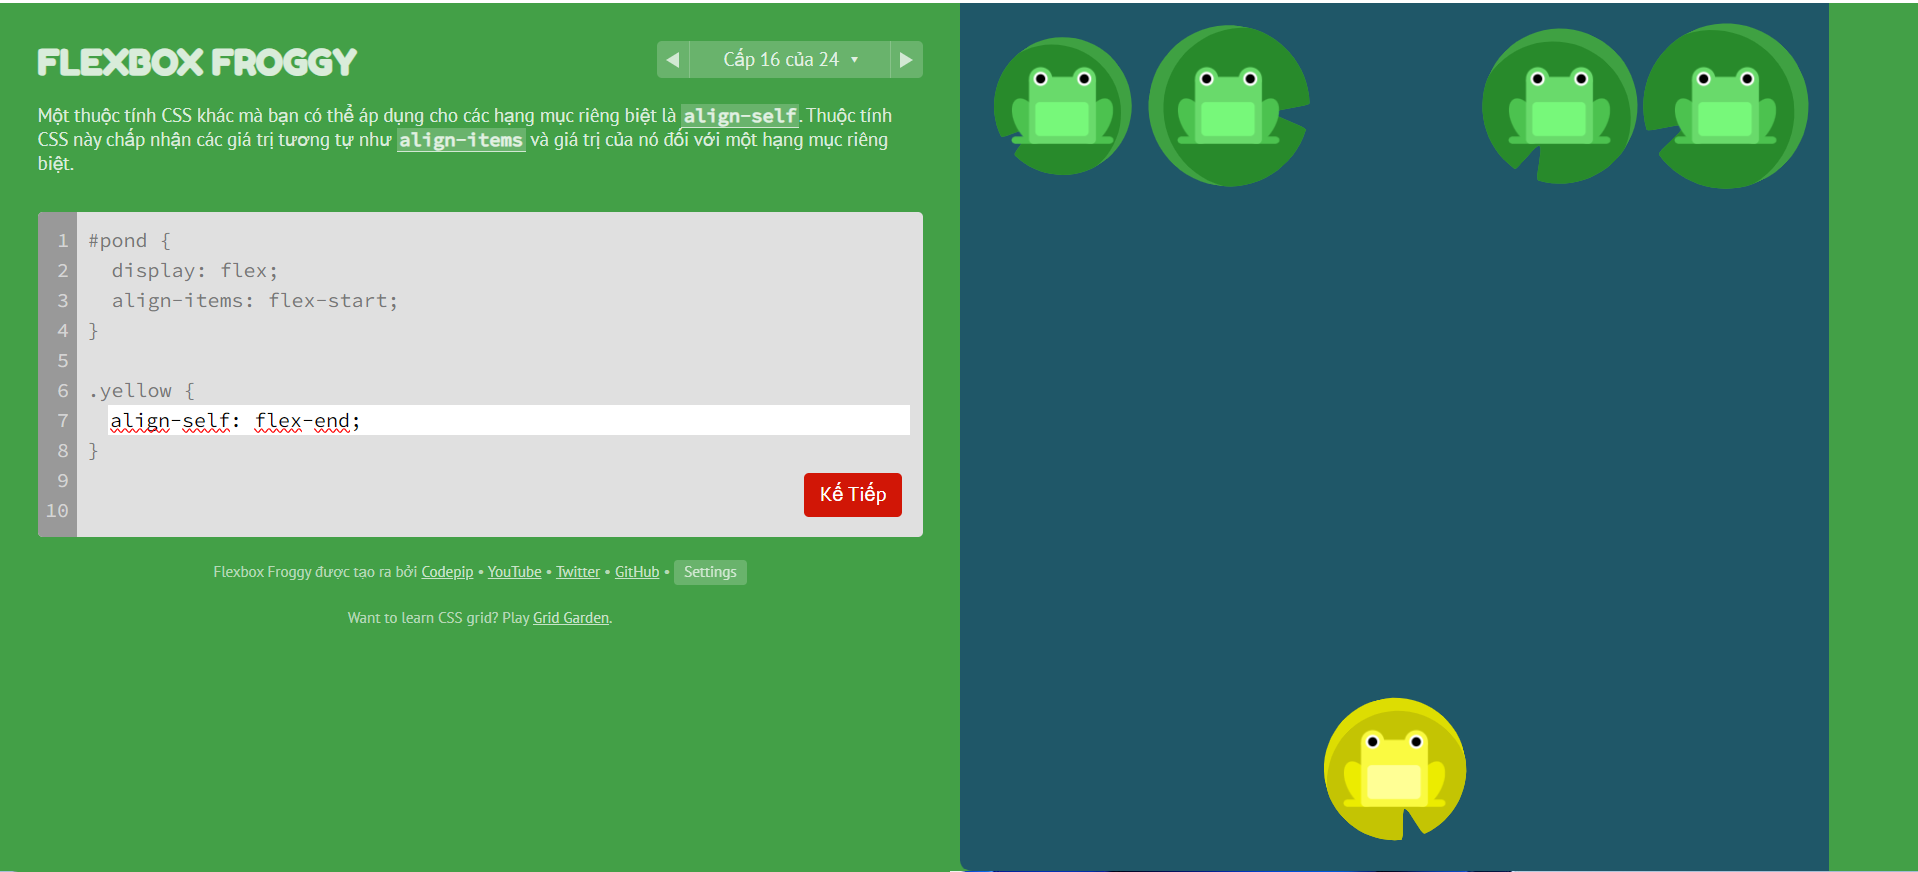 FLEXBOX FROGGY
Cấp 16 của 24
Một thuộc tính CSS khác mà bạn có thể áp dụng cho các hạng mục riêng biệt là align-self. Thuộc tính
CSS này chấp nhận các giá trị tương tự như align-items và giá trị của nó đối với một hạng mục riêng
biệt.
1 #pond {
2 display: flex;
3 align-items: flex-start;
4 }
5
6 .yellow {
7 align-self: flex-end;
8 }
9
10
Kế Tiếp
Flexbox Froggy được tạo ra bởi Codepip • YouTube • Twitter • GitHub • Settings
Want to learn CSS grid? Play Grid Garden.